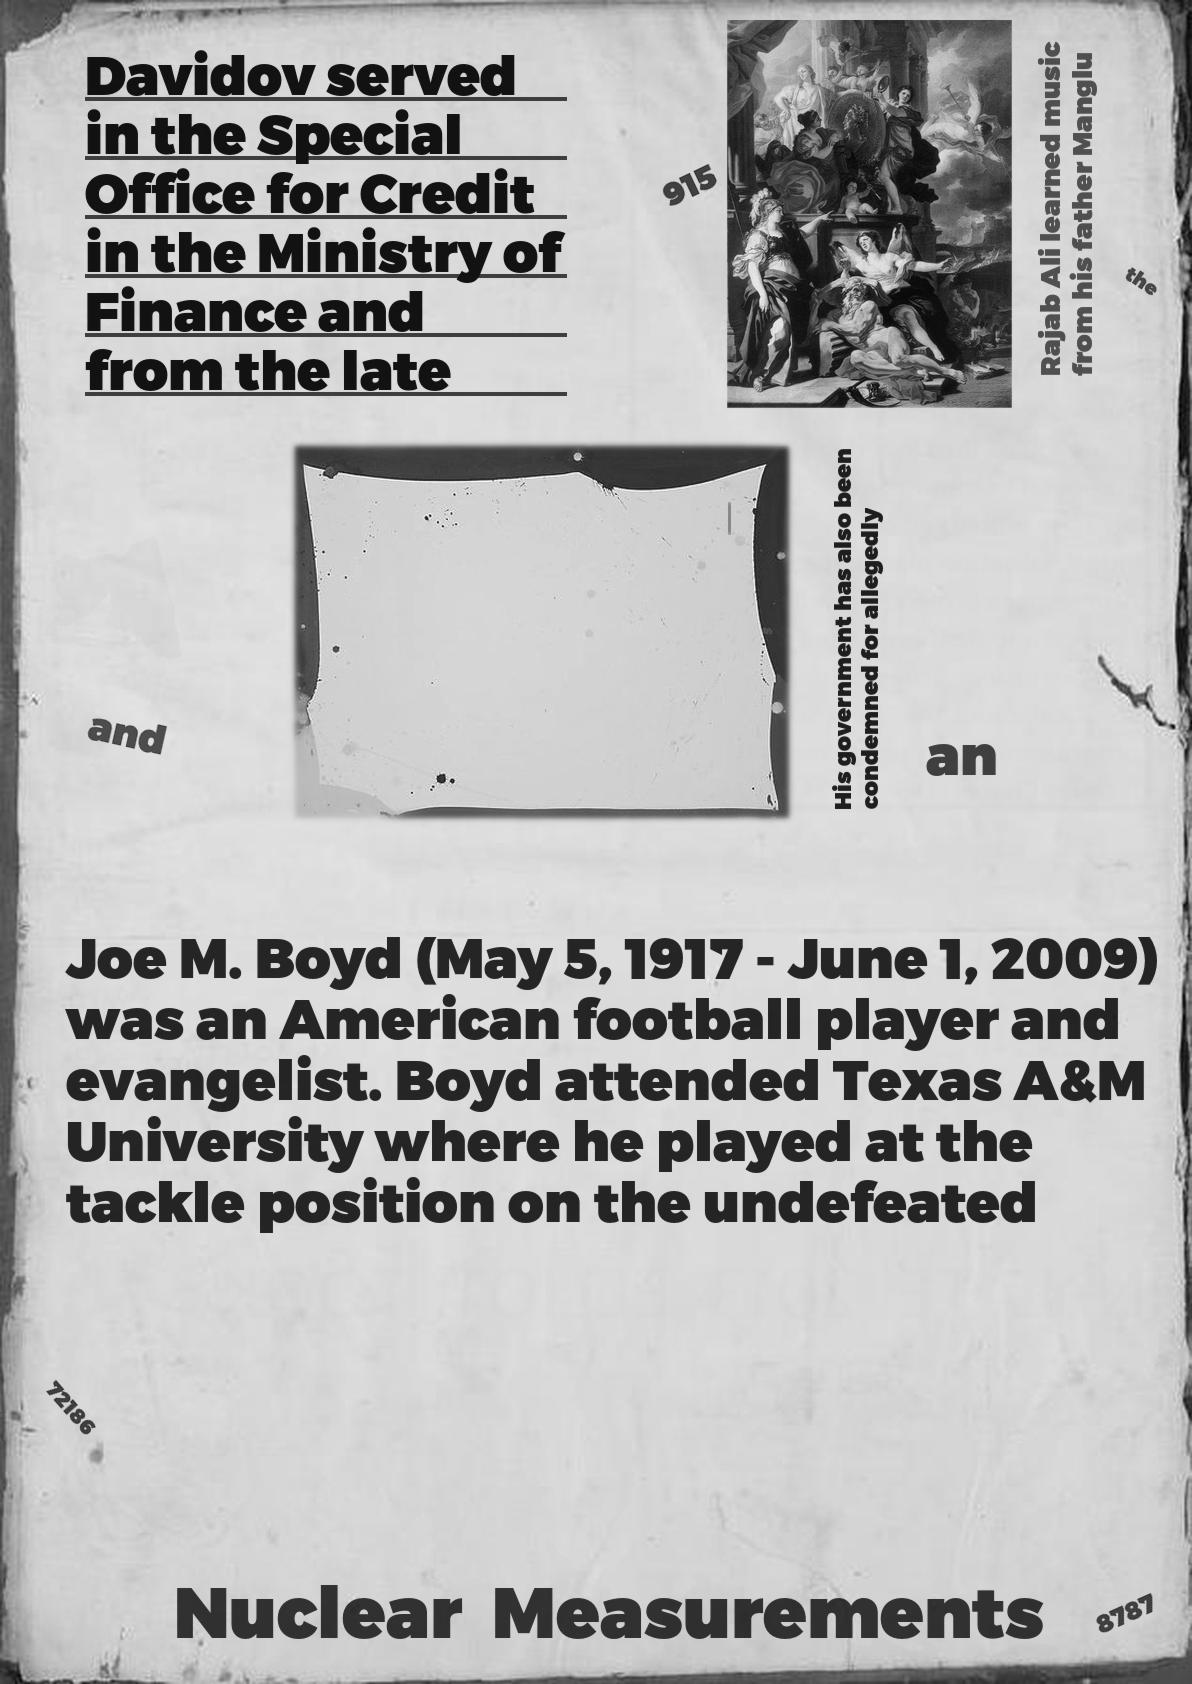 Davidov served
in the Special
Office for Credit
in the Ministry of
Finance and
from the late
915
Rajab Ali learned music
from his father Manglu
the
His government has also been
condemned for allegedly
and
an
Joe M. Boyd (May 5, 1917 - June 1, 2009)
was an American football player and
evangelist. Boyd attended Texas A&M
University where he played at the
tackle position on the undefeated
72186
Nuclear Measurements
8787